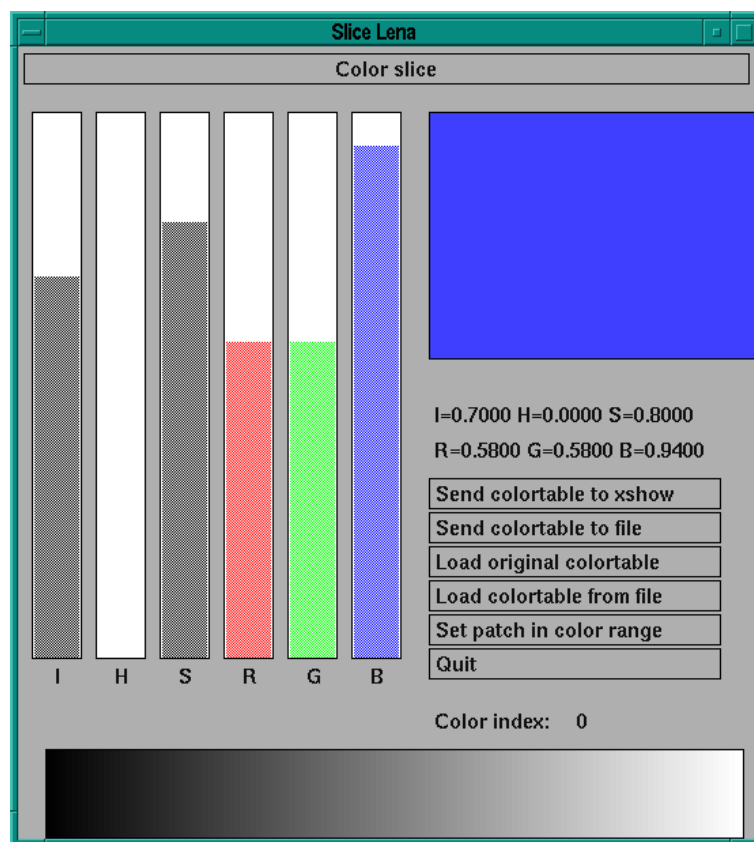 Slice Lena
Color slice
I H S R G B
I=0.7000 H=0.0000 S=0.8000
R=0.5800 G=0.5800 B=0.9400
Send colortable to xshow
Send colortable to file
Load original colortable
Load colortable from file
Set patch in color range
Quit
Color index: 0